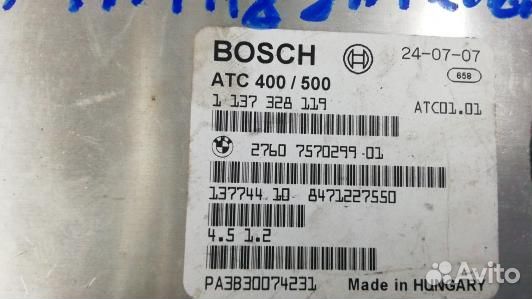 BOSCH 24-07-07
ATC 400 / 500 658
1 137 328 119 ATC01.01
2760 7570299-01
137744.10 8471227550
4.5 1.2
PA3B30074231 Made in HUNGARY
Avito